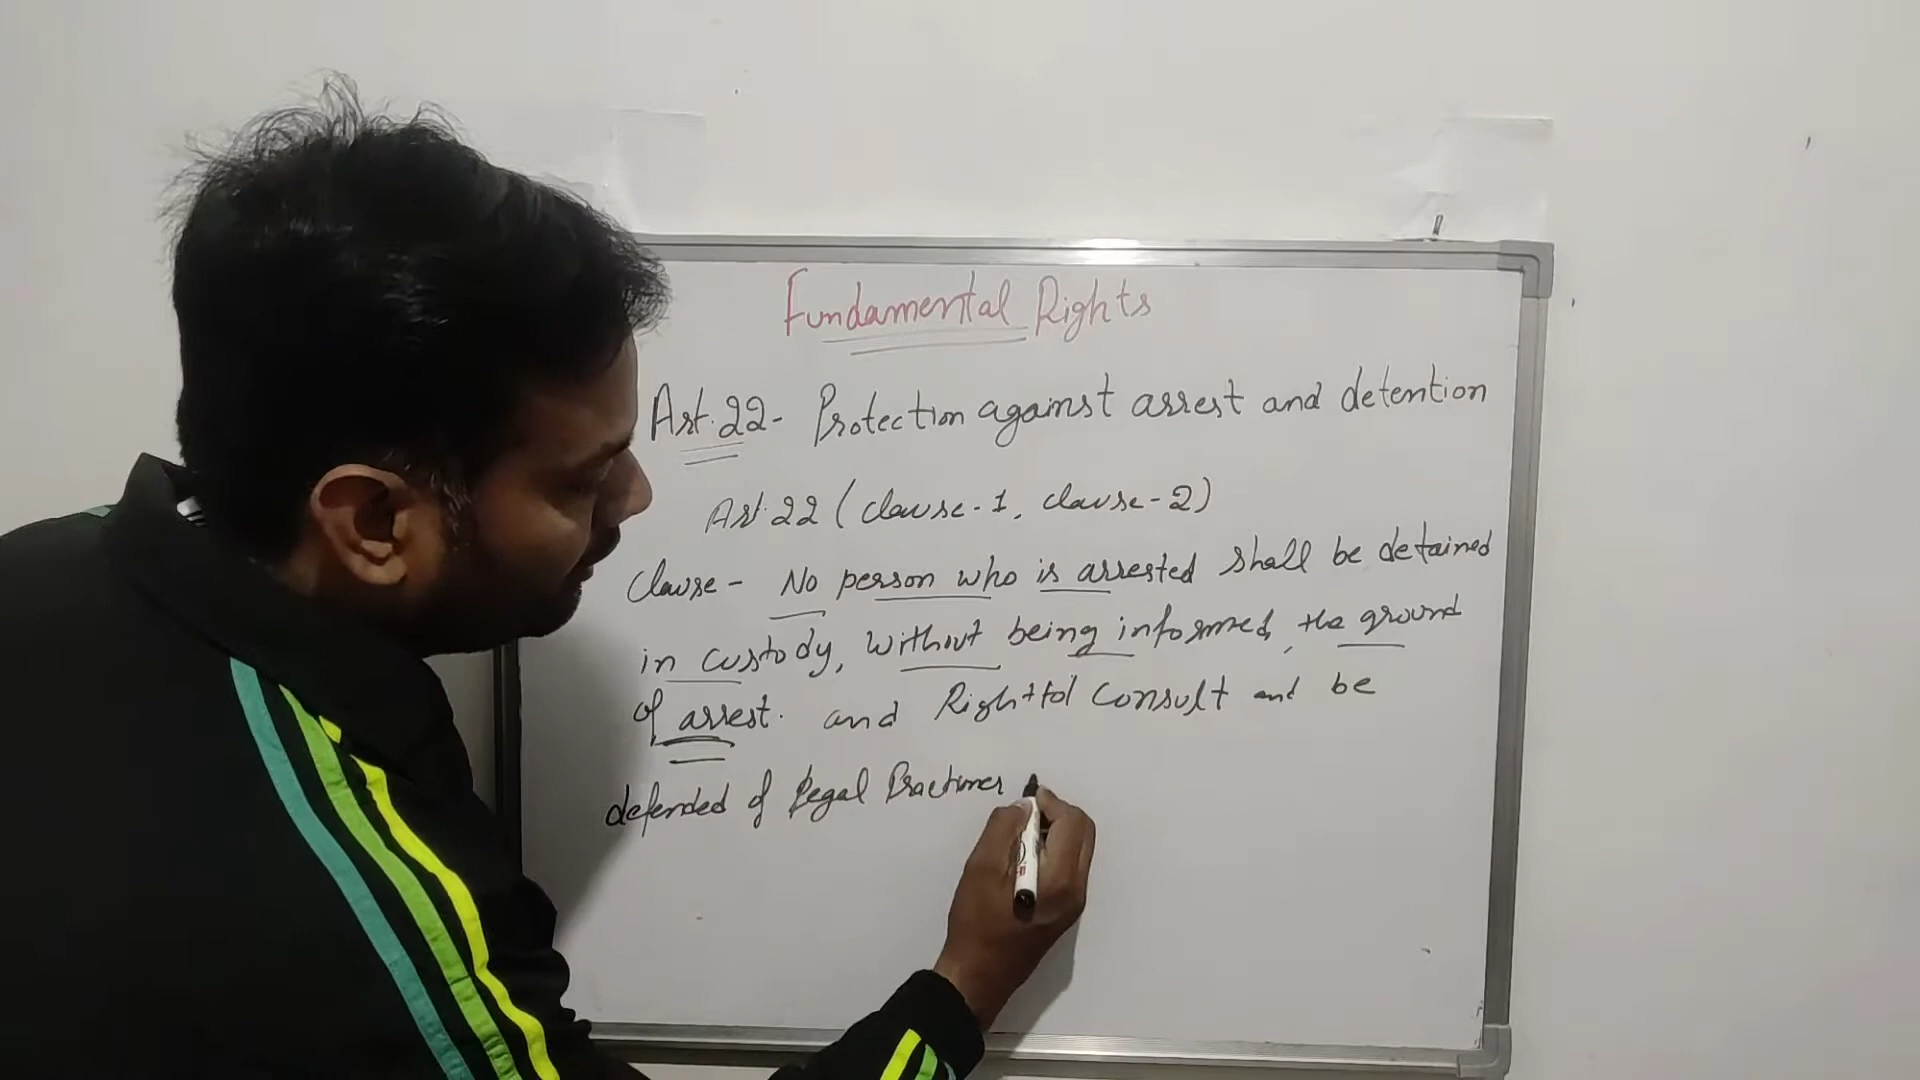 Fundamental Rights
Art. 22- Protection against arrest and detention
Art. 22 (clause-1, clause-2)
Clause- No person who is arrested shall be detained
in custody, without being informed, the ground
of arrest. and Right to consult and be
defended of Legal Practioner